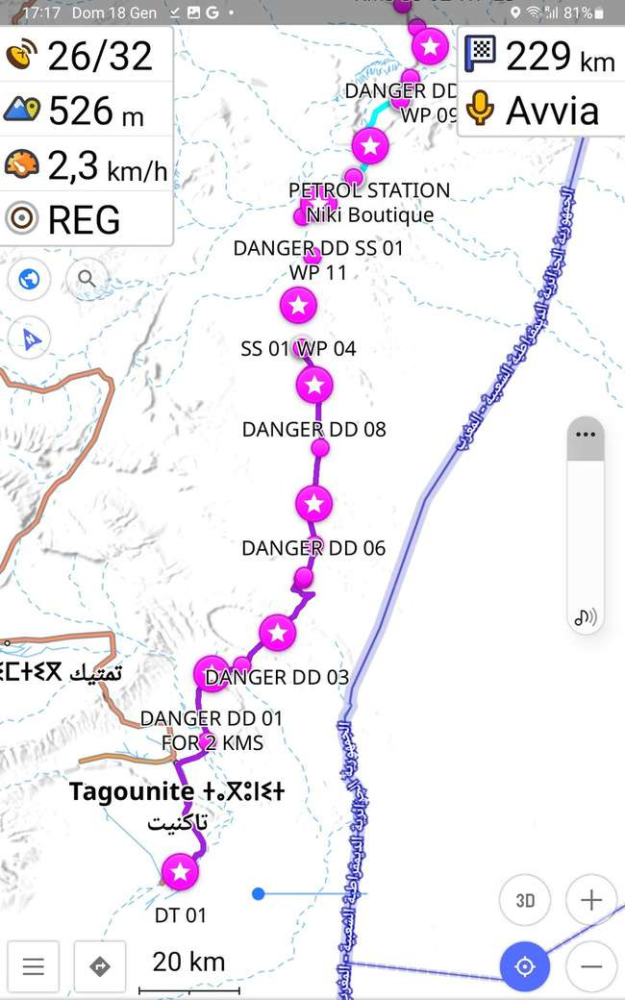 17:17 Dom 18 Gen G • 81%
26/32
526 m
2,3 km/h
REG
229 km
Avvia
DANGER DD
WP 09
PETROL STATION
Niki Boutique
DANGER DD SS 01
WP 11
SS 01 WP 04
DANGER DD 08
DANGER DD 06
DANGER DD 03
DANGER DD 01
FOR 2 KMS
تمتيك
Tagounite ⵜⴰⴳⵓⵏⵉⵜ
تاكنيت
DT 01
20 km
3D
الجمهورية الجزائرية الديمقراطية الشعبية - المغرب
الجمهورية الجزائرية الديمقراطية الشعبية - المغرب